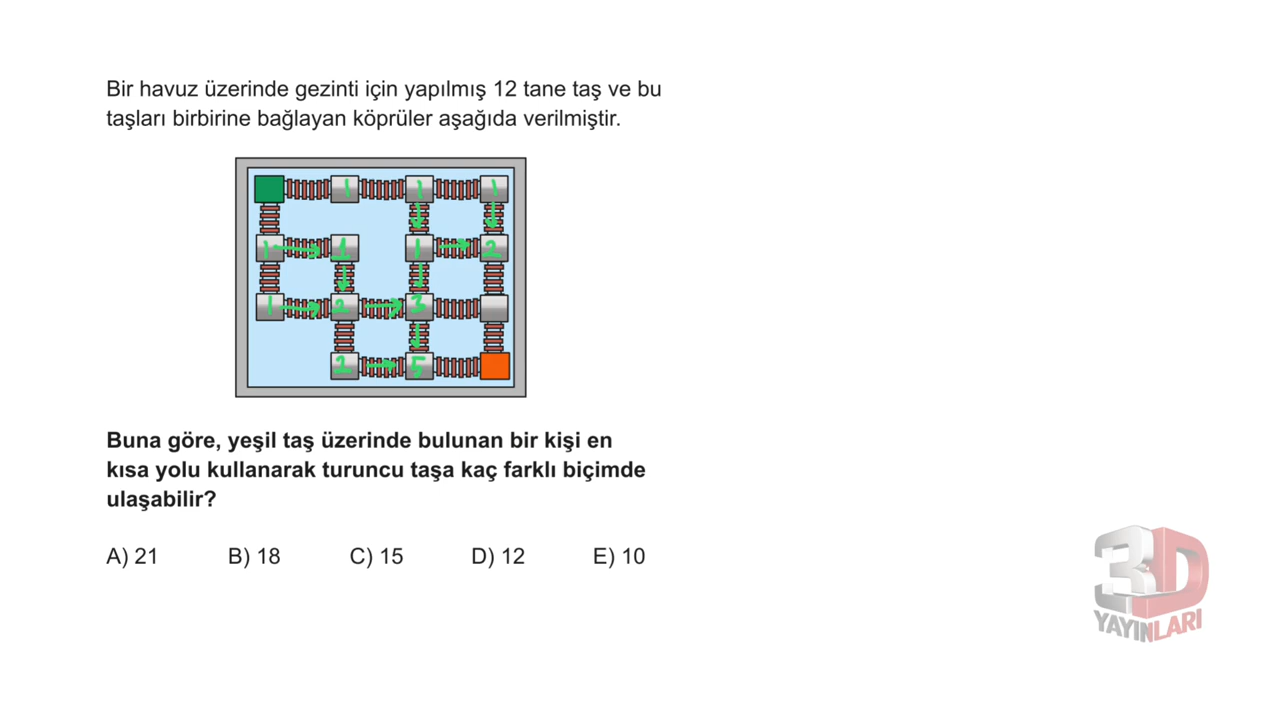 Bir havuz üzerinde gezinti için yapılmış 12 tane taş ve bu
taşları birbirine bağlayan köprüler aşağıda verilmiştir.
1 1 1
1 1 1 2
1 2 3
2 5
Buna göre, yeşil taş üzerinde bulunan bir kişi en
kısa yolu kullanarak turuncu taşa kaç farklı biçimde
ulaşabilir?
A) 21 B) 18 C) 15 D) 12 E) 10
3D
YAYINLARI